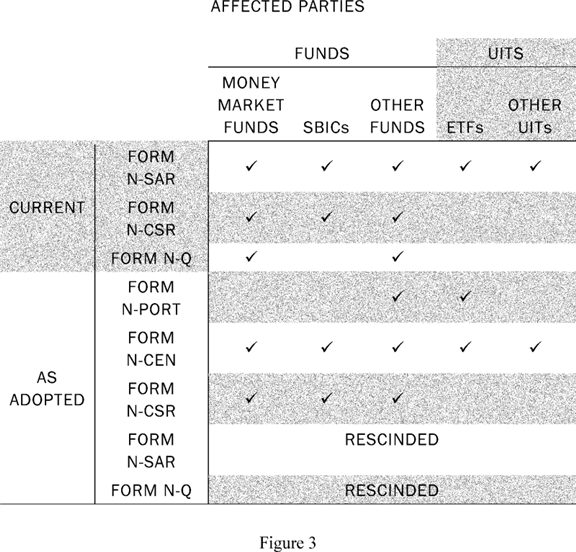 AFFECTED PARTIES
FUNDS UITS
MONEY MARKET FUNDS SBICs OTHER FUNDS ETFs OTHER UITs
CURRENT
FORM N-SAR ✓ ✓ ✓ ✓ ✓
FORM N-CSR ✓ ✓ ✓
FORM N-Q ✓ ✓
AS ADOPTED
FORM N-PORT ✓ ✓
FORM N-CEN ✓ ✓ ✓ ✓ ✓
FORM N-CSR ✓ ✓ ✓
FORM N-SAR RESCINDED
FORM N-Q RESCINDED
Figure 3